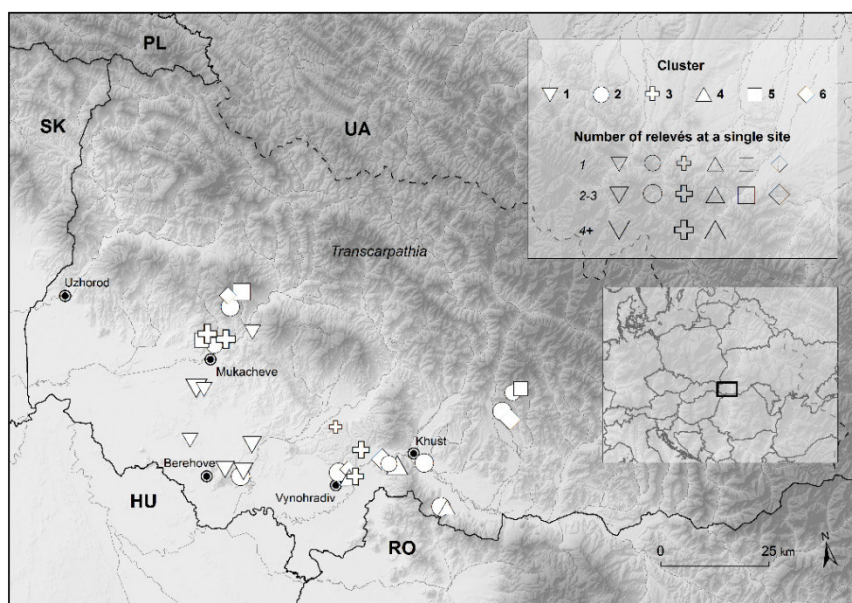 PL
SK
UA
Cluster
1 2 3 4 5 6
Number of relevés at a single site
1
2-3
4+
Transcarpathia
Uzhorod
Mukacheve
Khust
Berehove
Vynohradiv
HU
RO
N
0 25 km